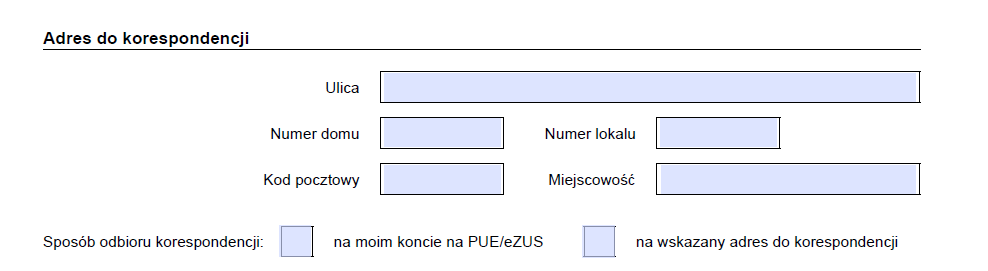 Adres do korespondencji
Ulica
Numer domu Numer lokalu
Kod pocztowy Miejscowość
Sposób odbioru korespondencji: na moim koncie na PUE/eZUS na wskazany adres do korespondencji